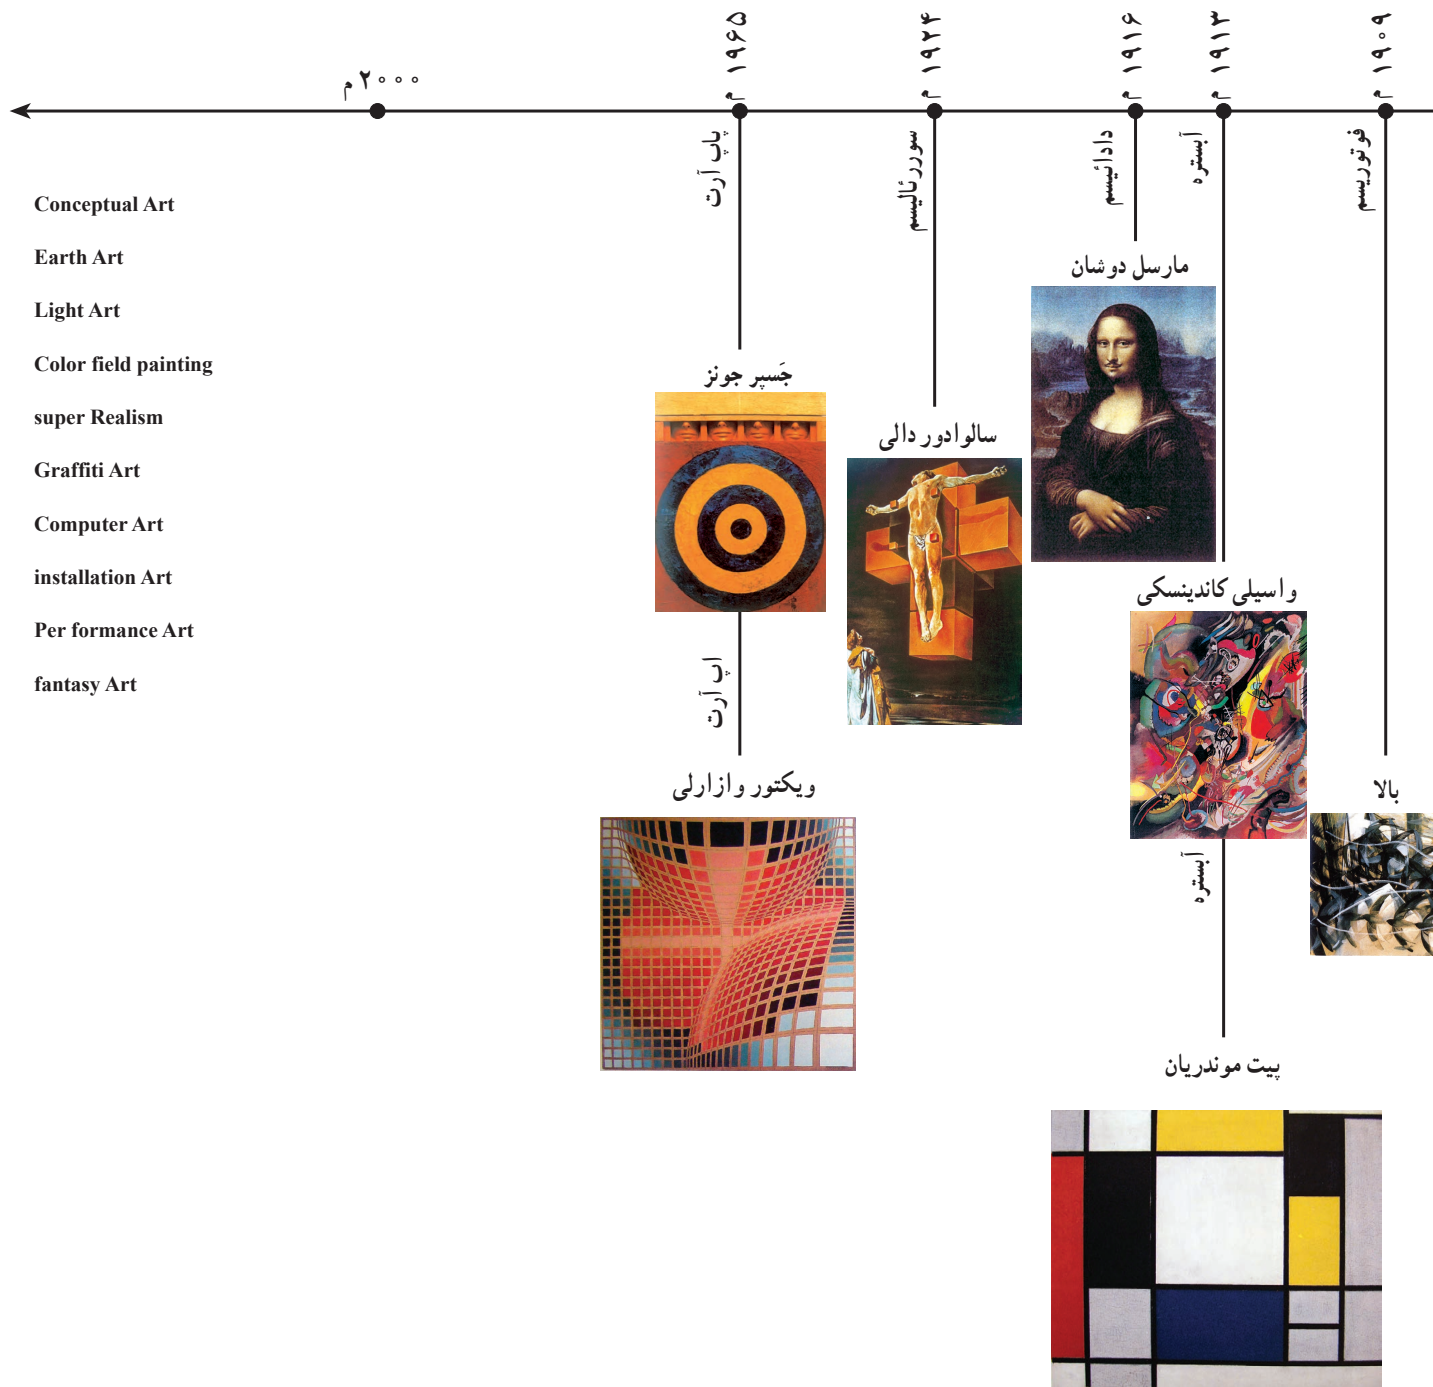 ۱۹۰۹ م
فوتوریسم
بالا
۱۹۱۳ م
آبستره
واسیلی کاندینسکی
آبستره
پیت موندریان
۱۹۱۶ م
دادائیسم
مارسل دوشان
۱۹۲۴ م
سوررئالیسم
سالوادور دالی
۱۹۶۵ م
پاپ آرت
جَسپر جونز
اپ آرت
ویکتور وازارلی
۲۰۰۰ م
Conceptual Art
Earth Art
Light Art
Color field painting
super Realism
Graffiti Art
Computer Art
installation Art
Per formance Art
fantasy Art